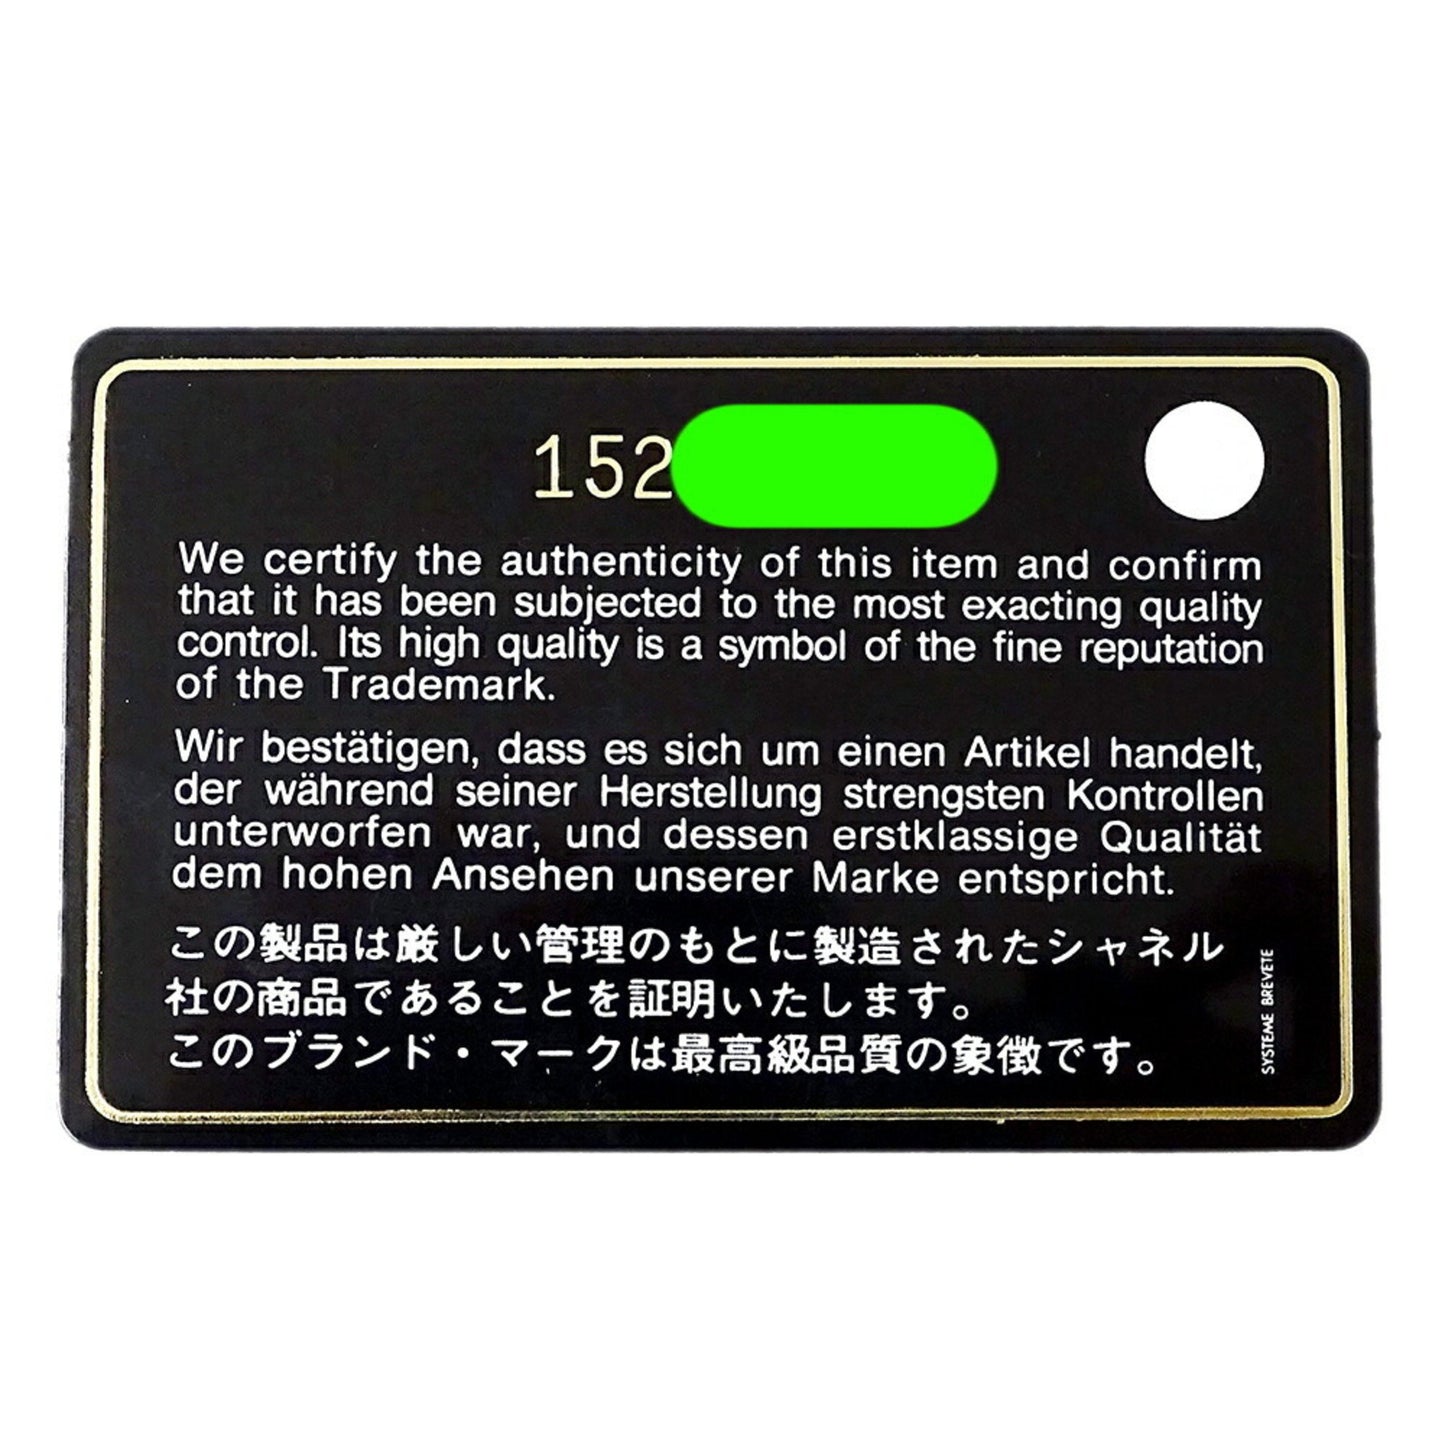 152
We certify the authenticity of this item and confirm
that it has been subjected to the most exacting quality
control. Its high quality is a symbol of the fine reputation
of the Trademark.
Wir bestätigen, dass es sich um einen Artikel handelt,
der während seiner Herstellung strengsten Kontrollen
unterworfen war, und dessen erstklassige Qualität
dem hohen Ansehen unserer Marke entspricht.
この製品は厳しい管理のもとに製造されたシャネル
社の商品であることを証明いたします。
このブランド・マークは最高級品質の象徴です。
SYSTEME BREVETE